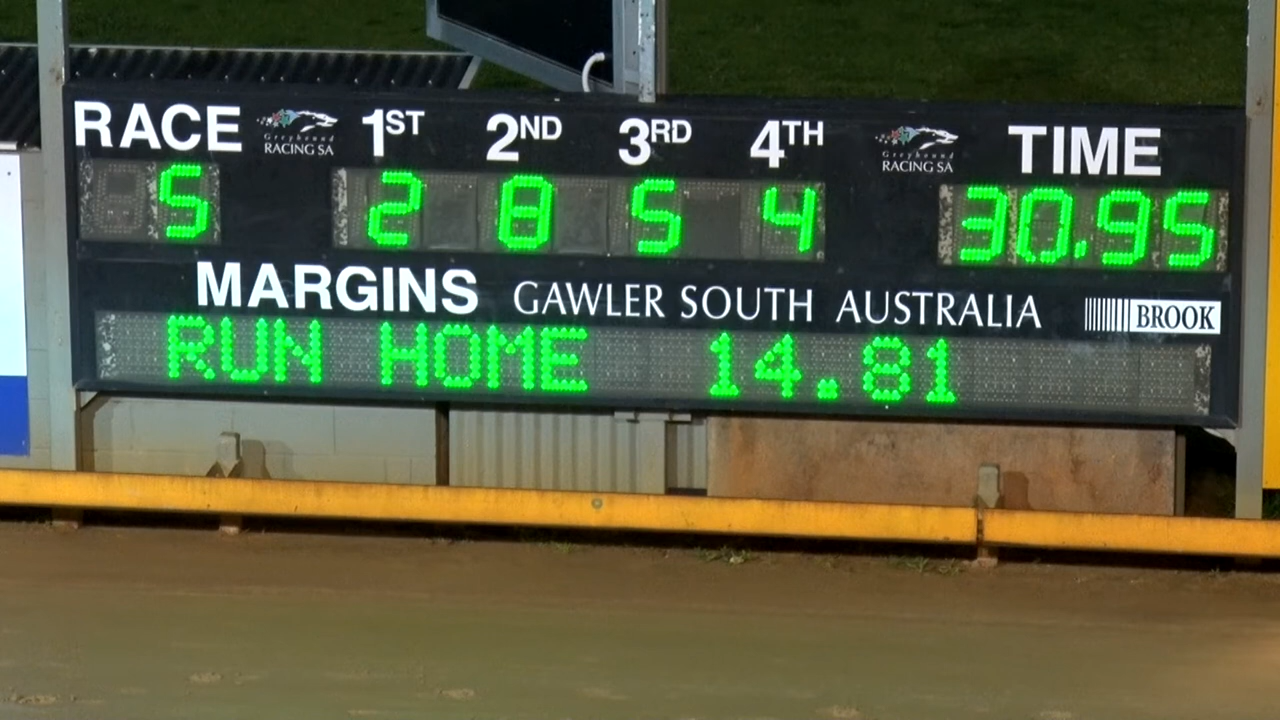 RACE Greyhound RACING SA 1ST 2ND 3RD 4TH Greyhound RACING SA TIME
5 2 8 5 4 30.95
MARGINS GAWLER SOUTH AUSTRALIA BROOK
RUN HOME 14.81